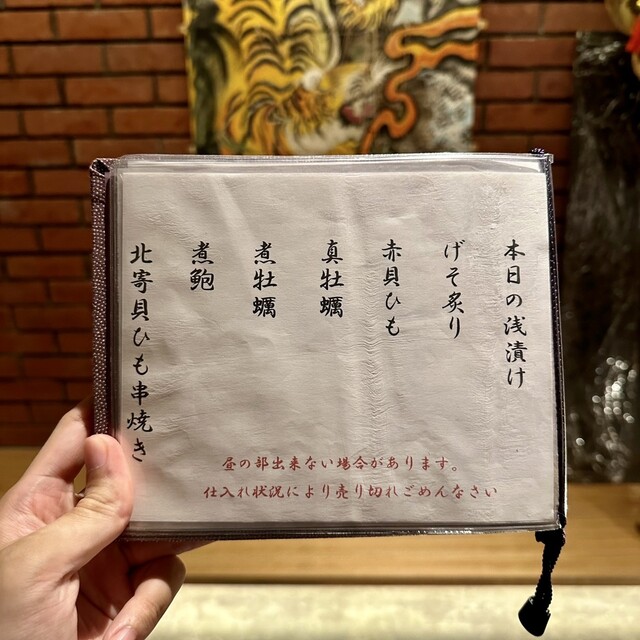 本日の浅漬け
げそ炙り
赤貝ひも
真牡蠣
煮牡蠣
煮鮑
北寄貝ひも串焼き
昼の部出来ない場合があります。
仕入れ状況により売り切れごめんなさい